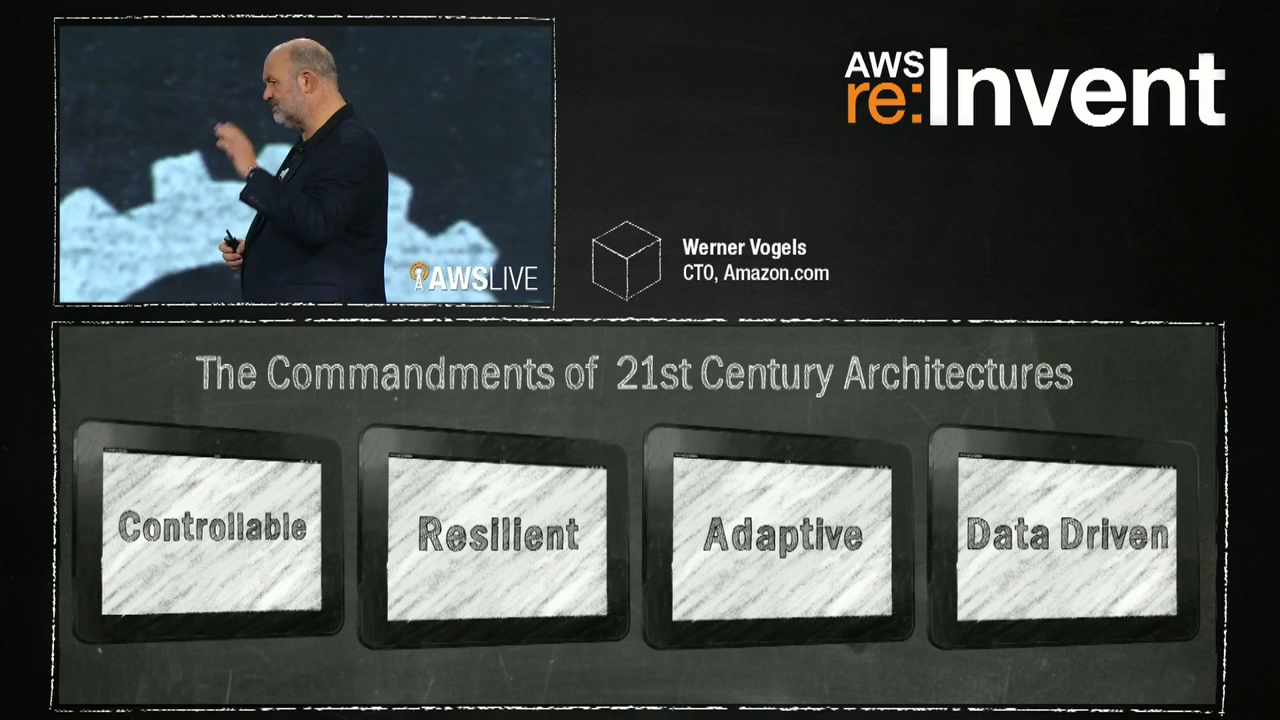 AWS
re:Invent
AWSLIVE
Werner Vogels
CTO, Amazon.com
The Commandments of 21st Century Architectures
Controllable
Resilient
Adaptive
Data Driven